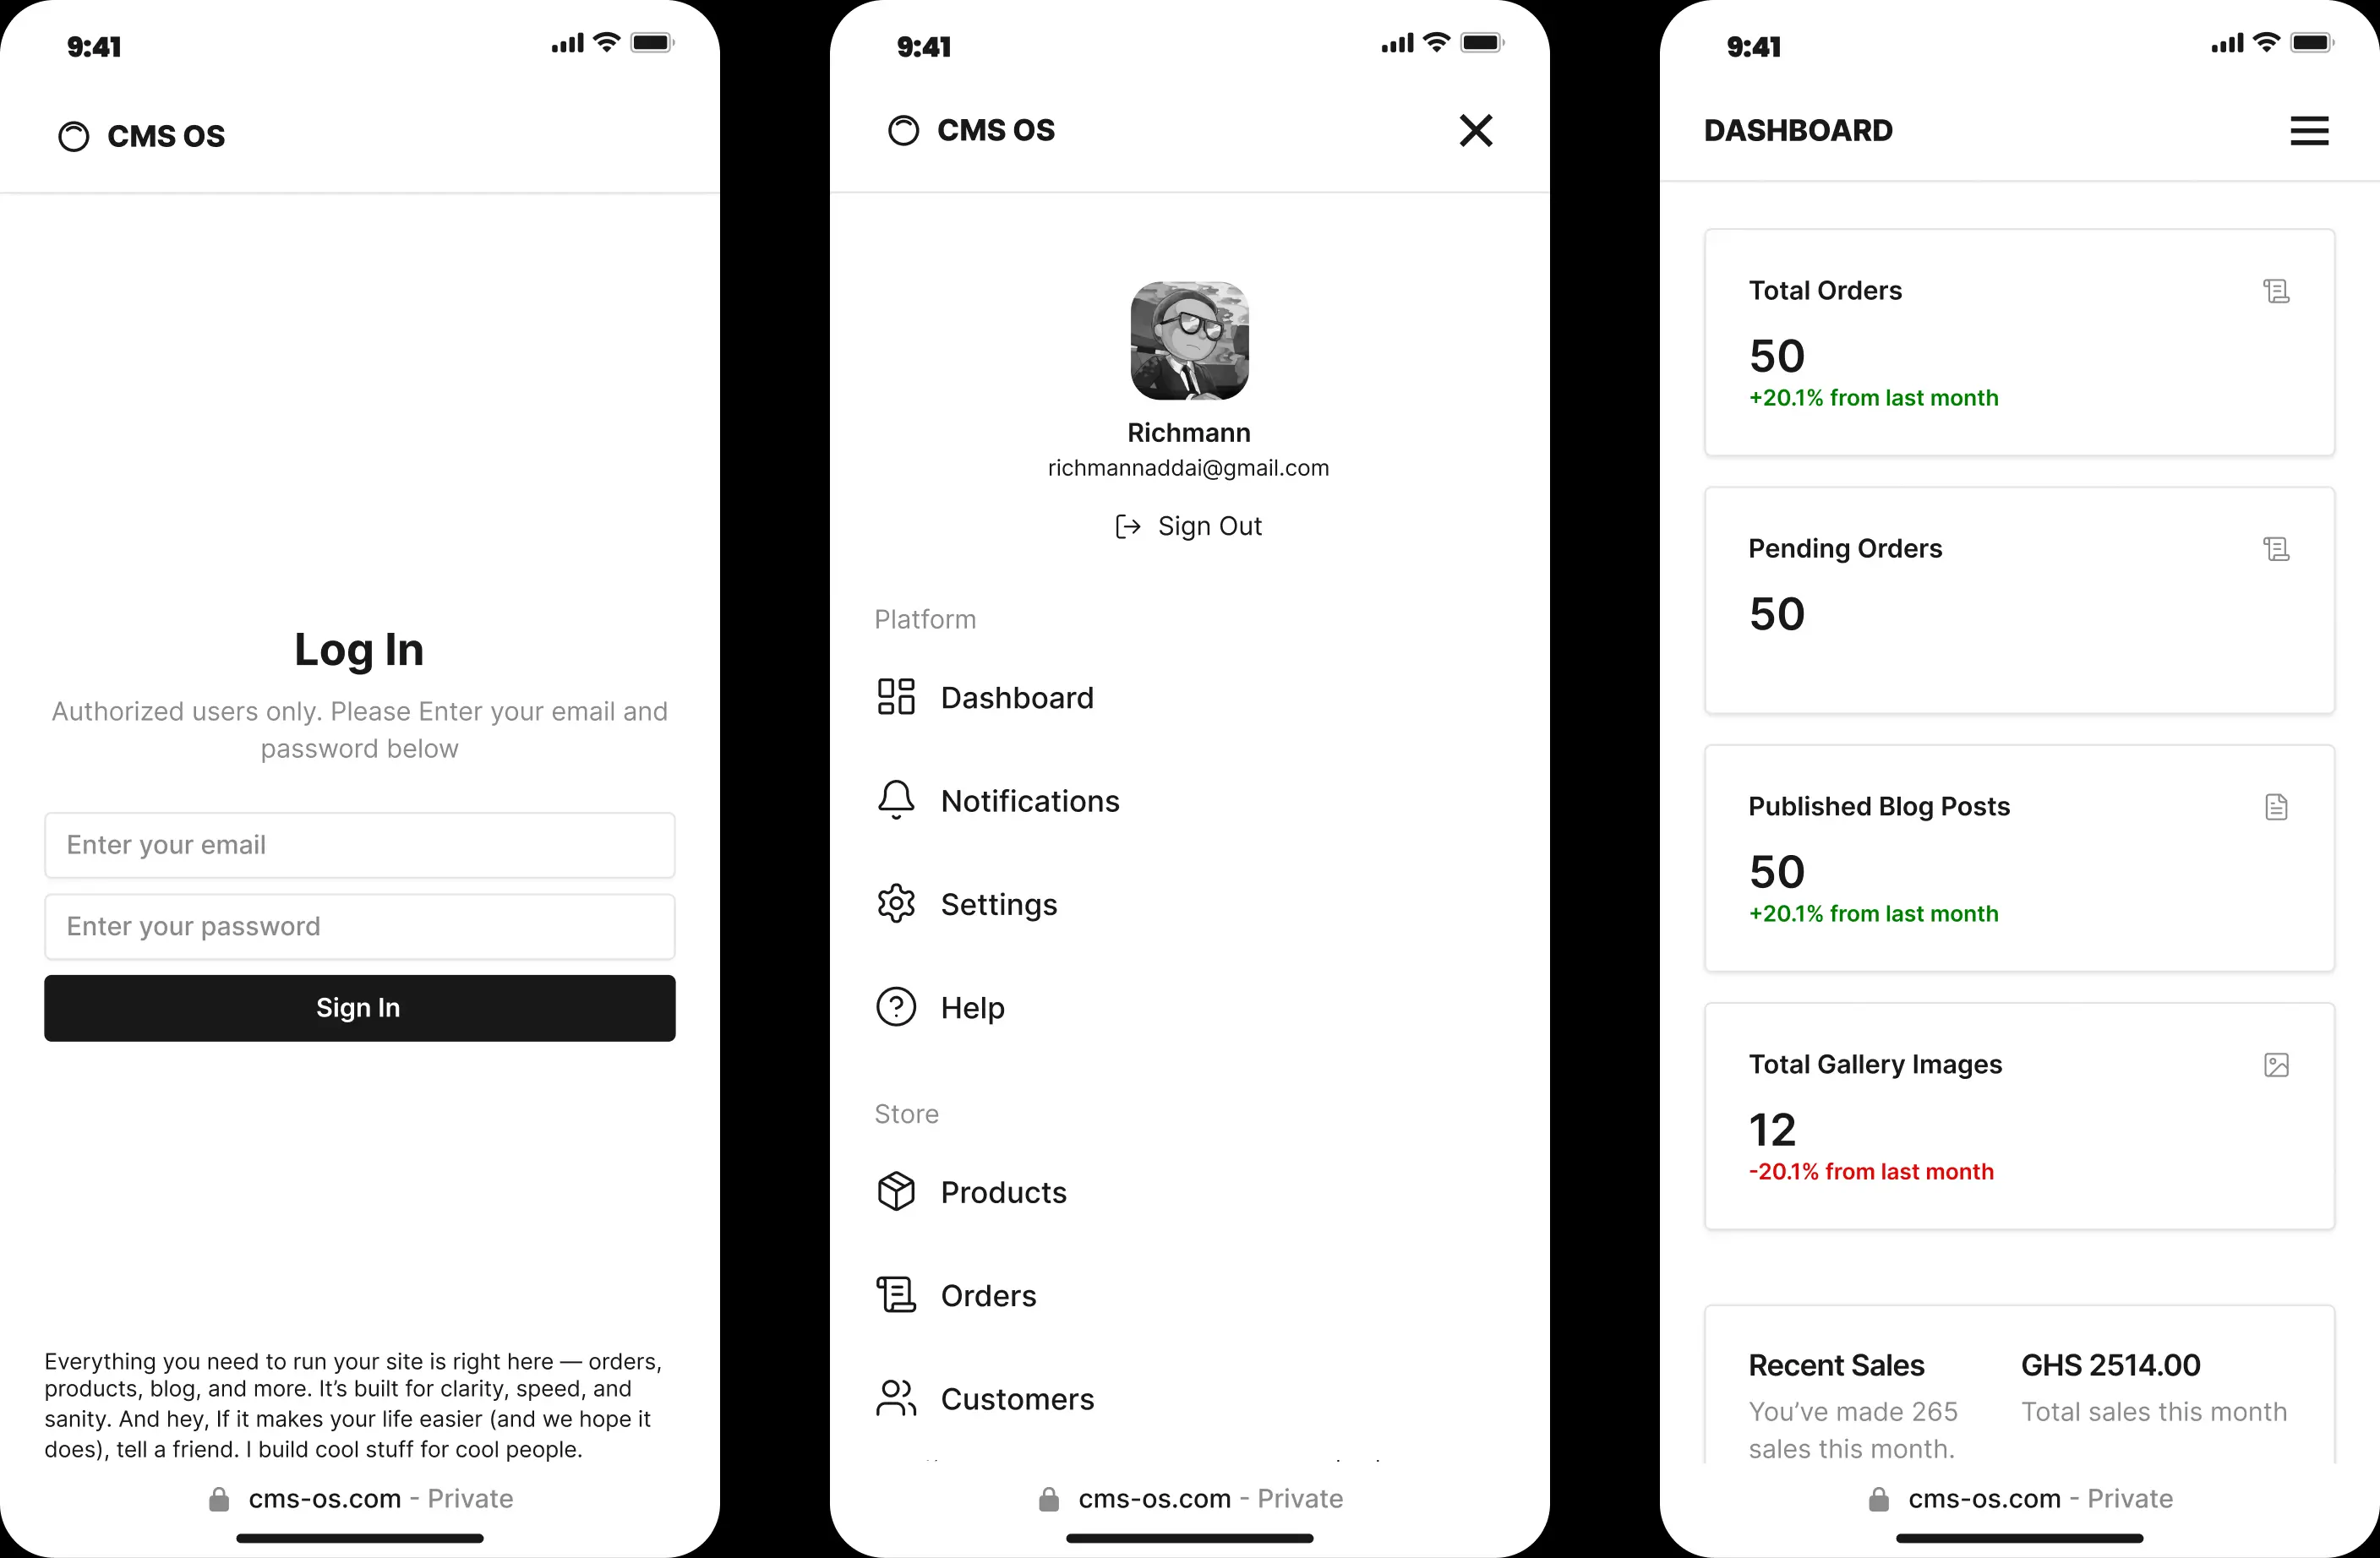 9:41
CMS OS
Log In
Authorized users only. Please Enter your email and
password below
Enter your email
Enter your password
Sign In
Everything you need to run your site is right here — orders,
products, blog, and more. It’s built for clarity, speed, and
sanity. And hey, If it makes your life easier (and we hope it
does), tell a friend. I build cool stuff for cool people.
cms-os.com - Private
9:41
CMS OS
Richmann
richmannaddai@gmail.com
Sign Out
Platform
Dashboard
Notifications
Settings
Help
Store
Products
Orders
Customers
cms-os.com - Private
9:41
DASHBOARD
Total Orders
50
+20.1% from last month
Pending Orders
50
Published Blog Posts
50
+20.1% from last month
Total Gallery Images
12
-20.1% from last month
Recent Sales
You’ve made 265
sales this month.
GHS 2514.00
Total sales this month
cms-os.com - Private